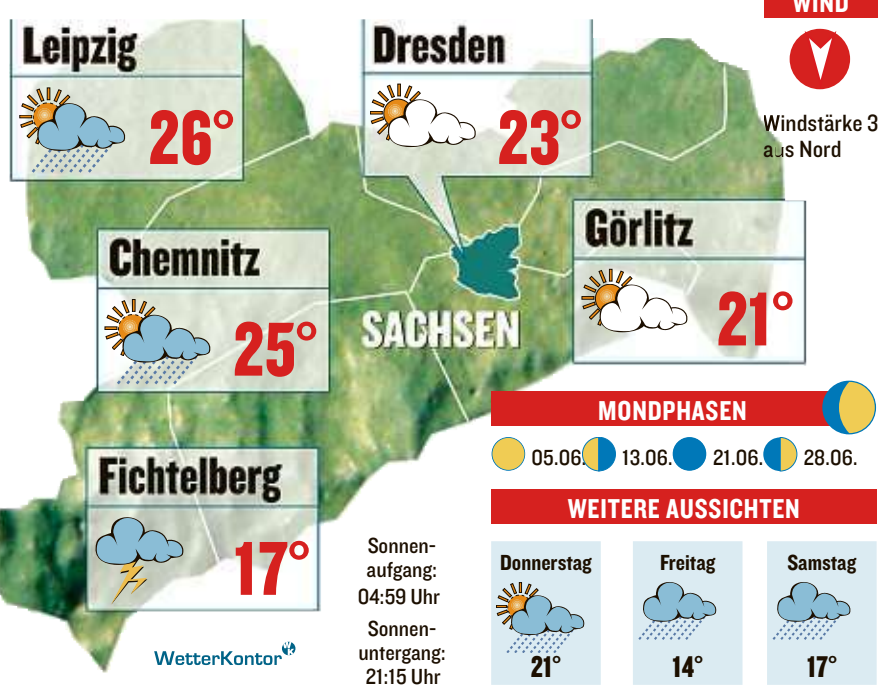 WIND
Windstärke 3
aus Nord
Leipzig
26°
Dresden
23°
Görlitz
21°
Chemnitz
25°
SACHSEN
Fichtelberg
17°
MONDPHASEN
05.06. 13.06. 21.06. 28.06.
WEITERE AUSSICHTEN
Donnerstag
21°
Freitag
14°
Samstag
17°
Sonnen-
aufgang:
04:59 Uhr
Sonnen-
untergang:
21:15 Uhr
WetterKontor